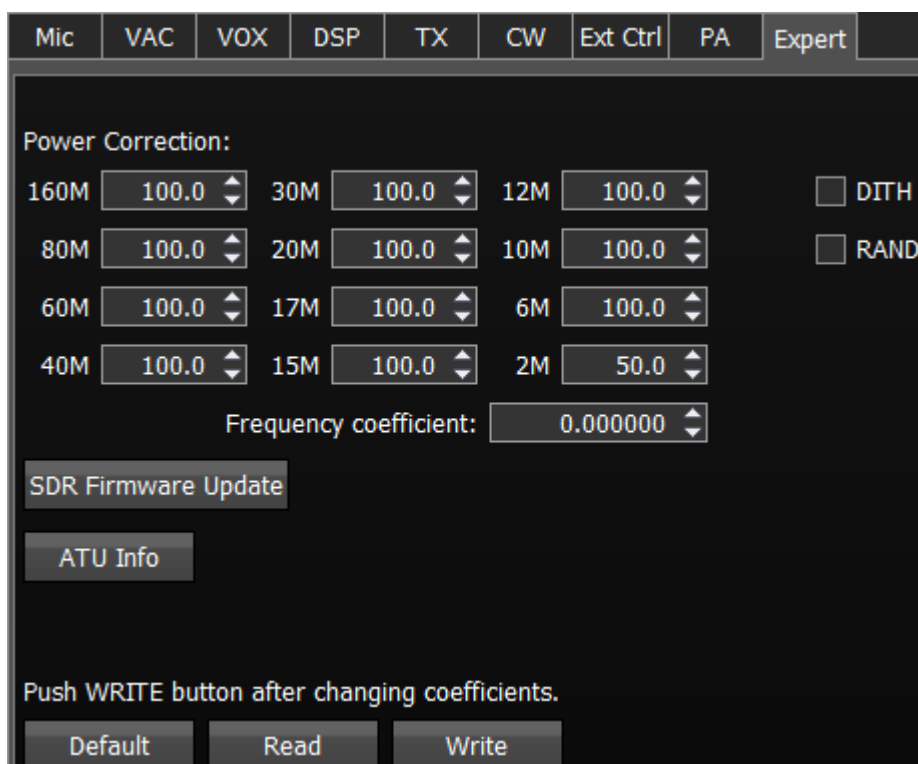 Mic VAC VOX DSP TX CW Ext Ctrl PA Expert
Power Correction:
160M 100.0 30M 100.0 12M 100.0 DITH
80M 100.0 20M 100.0 10M 100.0 RAND
60M 100.0 17M 100.0 6M 100.0
40M 100.0 15M 100.0 2M 50.0
Frequency coefficient: 0.000000
SDR Firmware Update
ATU Info
Push WRITE button after changing coefficients.
Default Read Write